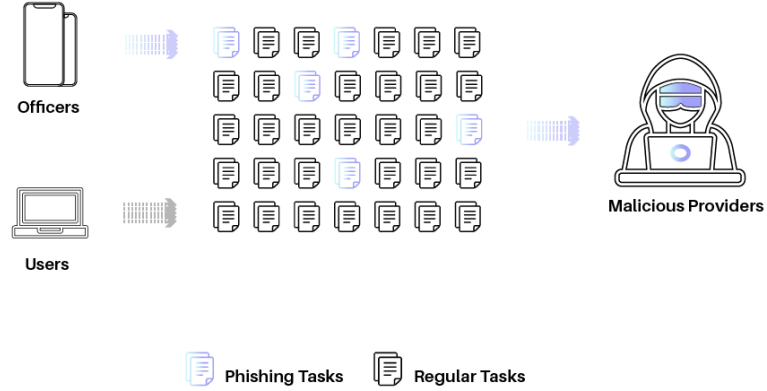 Officers
Users
Malicious Providers
Phishing Tasks
Regular Tasks